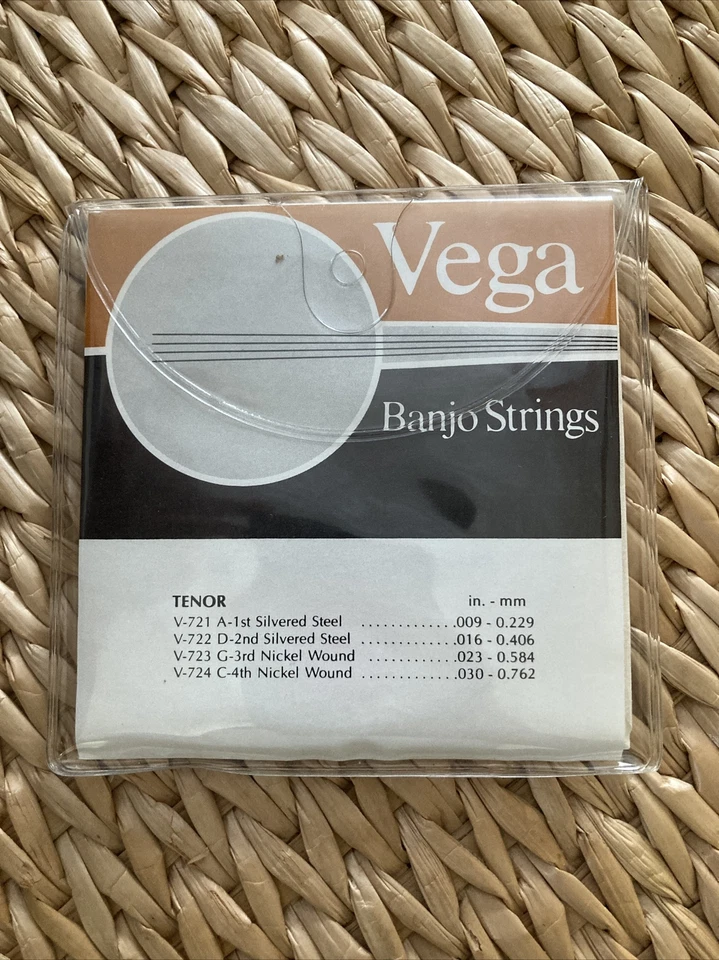 Vega
Banjo Strings
TENOR in. - mm
V-721 A-1st Silvered Steel .............009 - 0.229
V-722 D-2nd Silvered Steel ............016 - 0.406
V-723 G-3rd Nickel Wound ...........023 - 0.584
V-724 C-4th Nickel Wound ............030 - 0.762